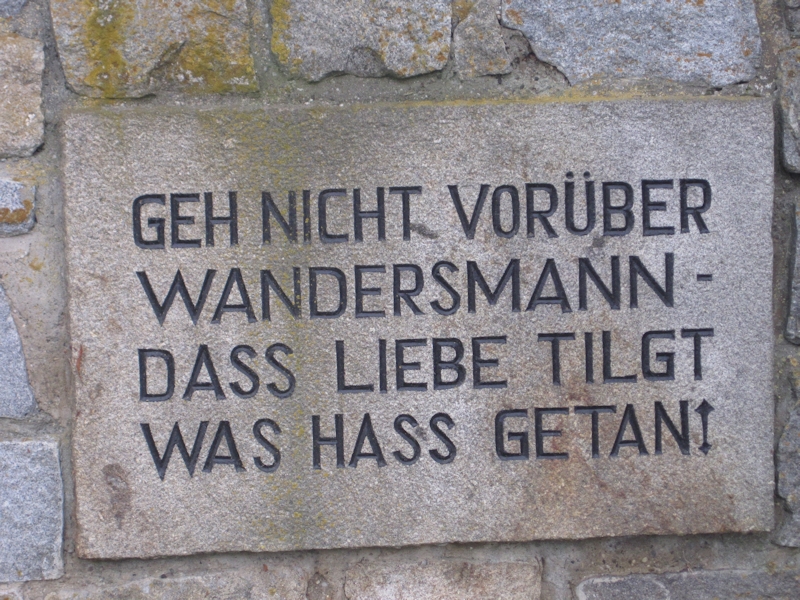 GEH NICHT VORÜBER
WANDERSMANN -
DASS LIEBE TILGT
WAS HASS GETAN!